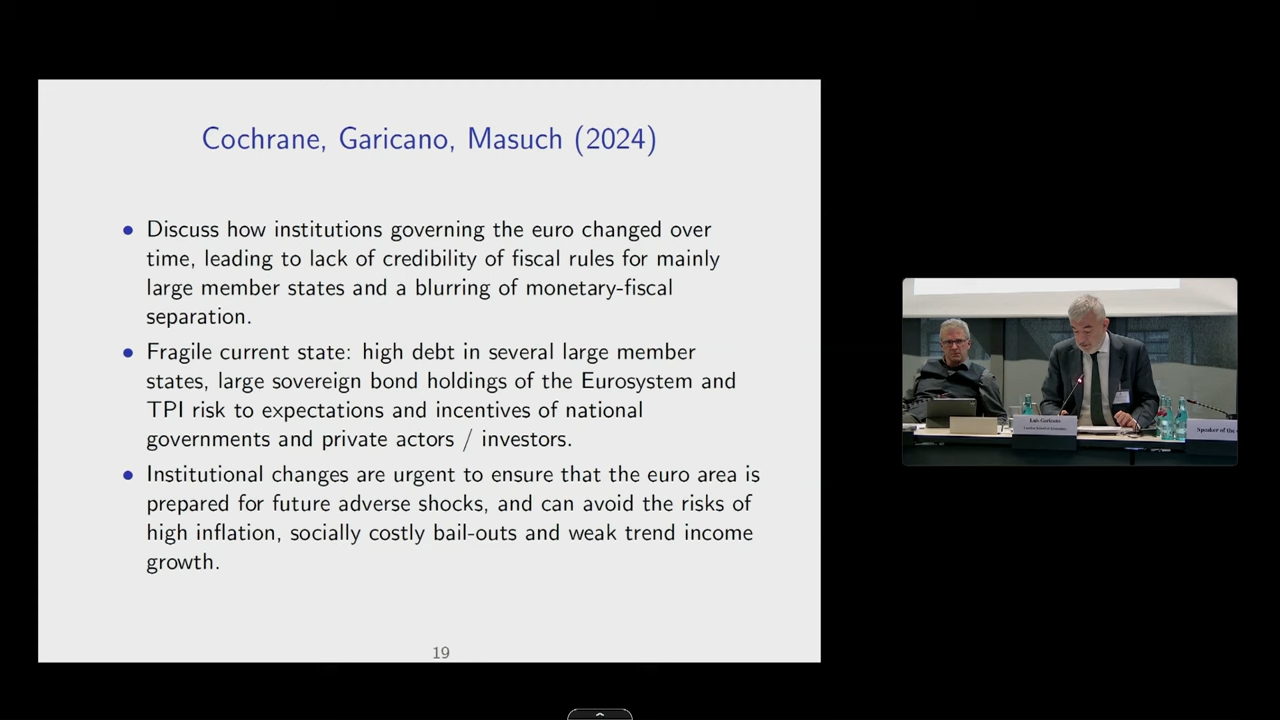 Cochrane, Garicano, Masuch (2024)
• Discuss how institutions governing the euro changed over
time, leading to lack of credibility of fiscal rules for mainly
large member states and a blurring of monetary-fiscal
separation.
• Fragile current state: high debt in several large member
states, large sovereign bond holdings of the Eurosystem and
TPI risk to expectations and incentives of national
governments and private actors / investors.
• Institutional changes are urgent to ensure that the euro area is
prepared for future adverse shocks, and can avoid the risks of
high inflation, socially costly bail-outs and weak trend income
growth.
19
Luis Garicano
Speaker of the